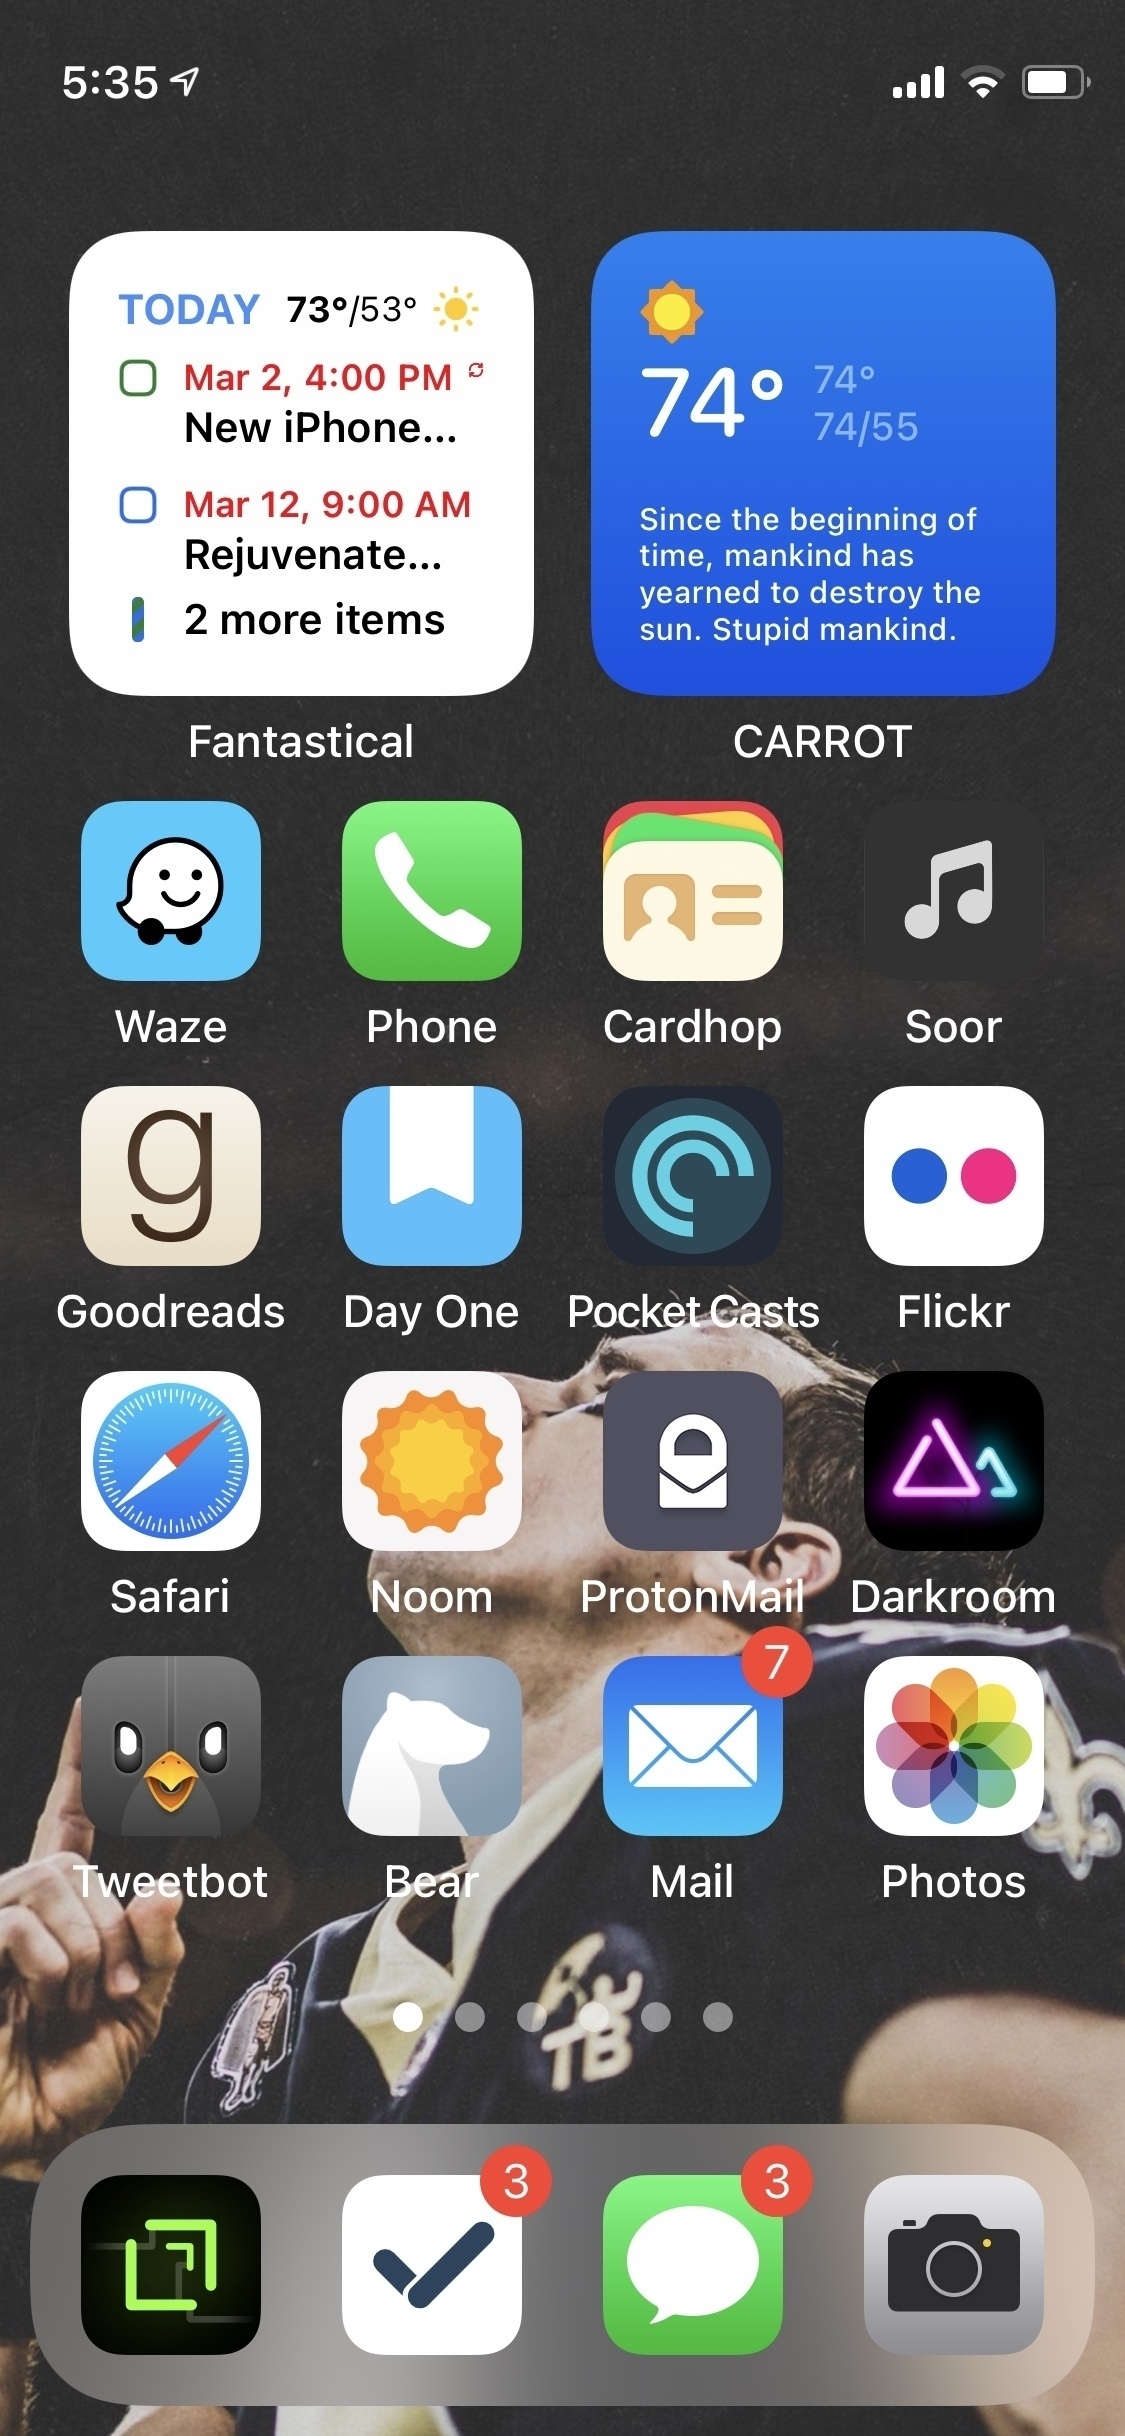 5:35
TODAY 73°/53°
Mar 2, 4:00 PM
New iPhone...
Mar 12, 9:00 AM
Rejuvenate...
2 more items
Fantastical
74° 74°
74/55
Since the beginning of
time, mankind has
yearned to destroy the
sun. Stupid mankind.
CARROT
Waze Phone Cardhop Soor
g
Goodreads Day One Pocket Casts Flickr
Safari Noom ProtonMail Darkroom
7
Tweetbot Bear Mail Photos
TB
3 3